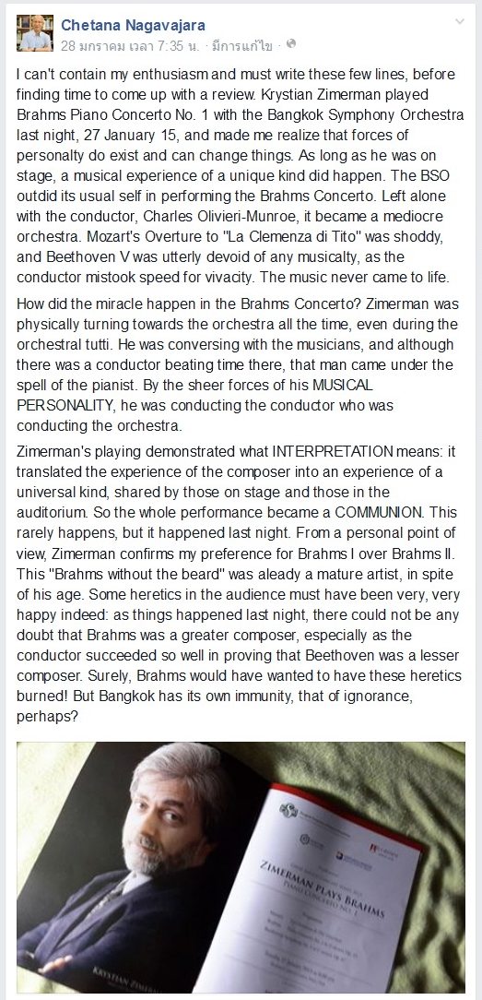 Chetana Nagavajara
28 มกราคม เวลา 7:35 น. · มีการแก้ไข ·
I can't contain my enthusiasm and must write these few lines, before
finding time to come up with a review. Krystian Zimerman played
Brahms Piano Concerto No. 1 with the Bangkok Symphony Orchestra
last night, 27 January 15, and made me realize that forces of
personalty do exist and can change things. As long as he was on
stage, a musical experience of a unique kind did happen. The BSO
outdid its usual self in performing the Brahms Concerto. Left alone
with the conductor, Charles Olivieri-Munroe, it became a mediocre
orchestra. Mozart's Overture to "La Clemenza di Tito" was shoddy,
and Beethoven V was utterly devoid of any musicalty, as the
conductor mistook speed for vivacity. The music never came to life.
How did the miracle happen in the Brahms Concerto? Zimerman was
physically turning towards the orchestra all the time, even during the
orchestral tutti. He was conversing with the musicians, and although
there was a conductor beating time there, that man came under the
spell of the pianist. By the sheer forces of his MUSICAL
PERSONALITY, he was conducting the conductor who was
conducting the orchestra.
Zimerman's playing demonstrated what INTERPRETATION means: it
translated the experience of the composer into an experience of a
universal kind, shared by those on stage and those in the
auditorium. So the whole performance became a COMMUNION. This
rarely happens, but it happened last night. From a personal point of
view, Zimerman confirms my preference for Brahms I over Brahms II.
This "Brahms without the beard" was aleady a mature artist, in spite
of his age. Some heretics in the audience must have been very, very
happy indeed: as things happened last night, there could not be any
doubt that Brahms was a greater composer, especially as the
conductor succeeded so well in proving that Beethoven was a lesser
composer. Surely, Brahms would have wanted to have these heretics
burned! But Bangkok has its own immunity, that of ignorance,
perhaps?
ZIMERMAN PLAYS BRAHMS
PIANO CONCERTO NO. 1
KRYSTIAN ZIMERMAN